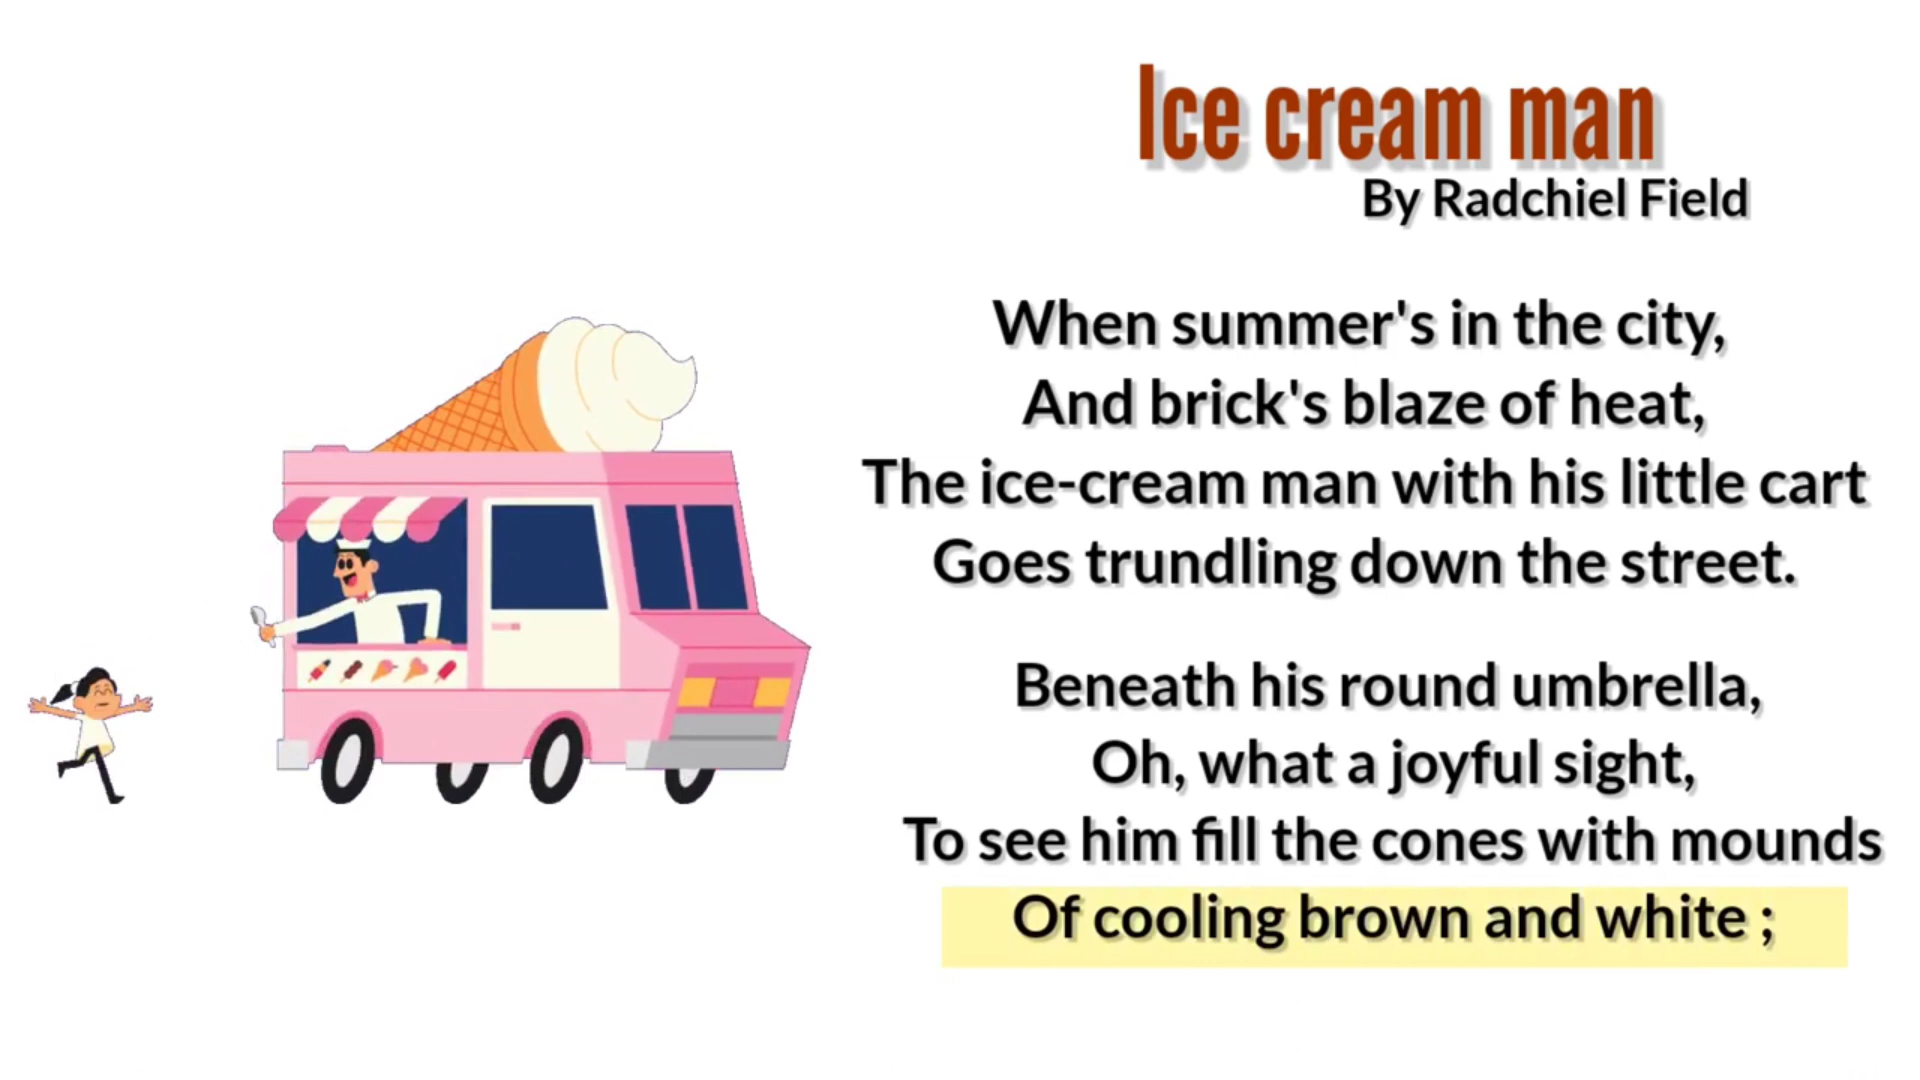 Ice cream man
By Radchiel Field
When summer's in the city,
And brick's blaze of heat,
The ice-cream man with his little cart
Goes trundling down the street.
Beneath his round umbrella,
Oh, what a joyful sight,
To see him fill the cones with mounds
Of cooling brown and white ;